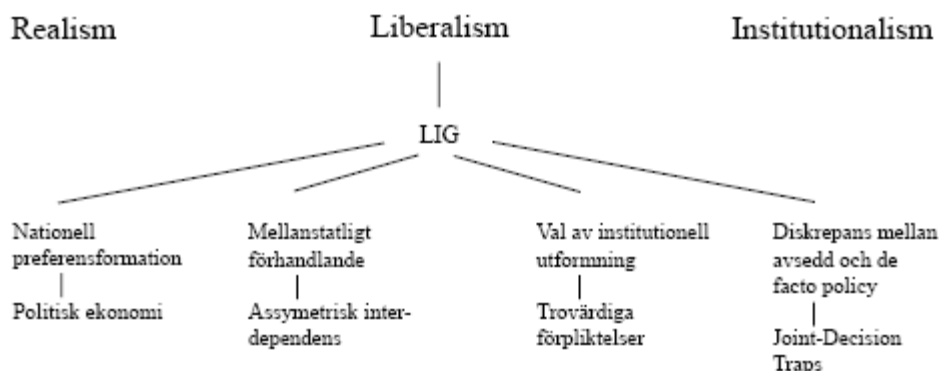 Realism
Liberalism
Institutionalism
LIG
Nationell
preferensformation
Politisk ekonomi
Mellanstatligt
förhandlande
Assymetrisk inter-
dependens
Val av institutionell
utformning
Trovärdiga
förpliktelser
Diskrepans mellan
avsedd och de
facto policy
Joint-Decision
Traps